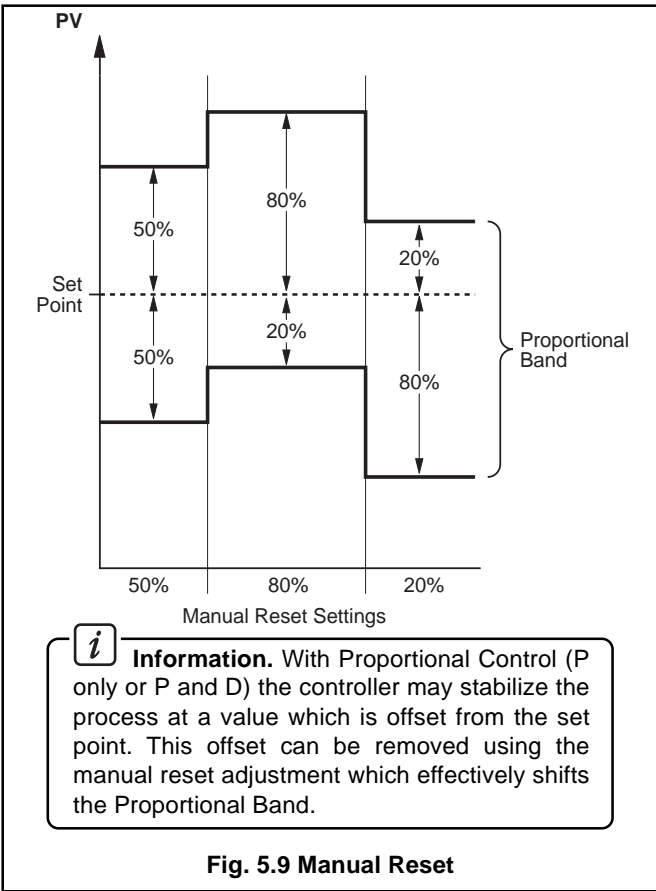 PV
50%
80%
20%
Set
Point
50%
20%
80%
Proportional
Band
50% 80% 20%
Manual Reset Settings
i Information. With Proportional Control (P
only or P and D) the controller may stabilize the
process at a value which is offset from the set
point. This offset can be removed using the
manual reset adjustment which effectively shifts
the Proportional Band.
Fig. 5.9 Manual Reset